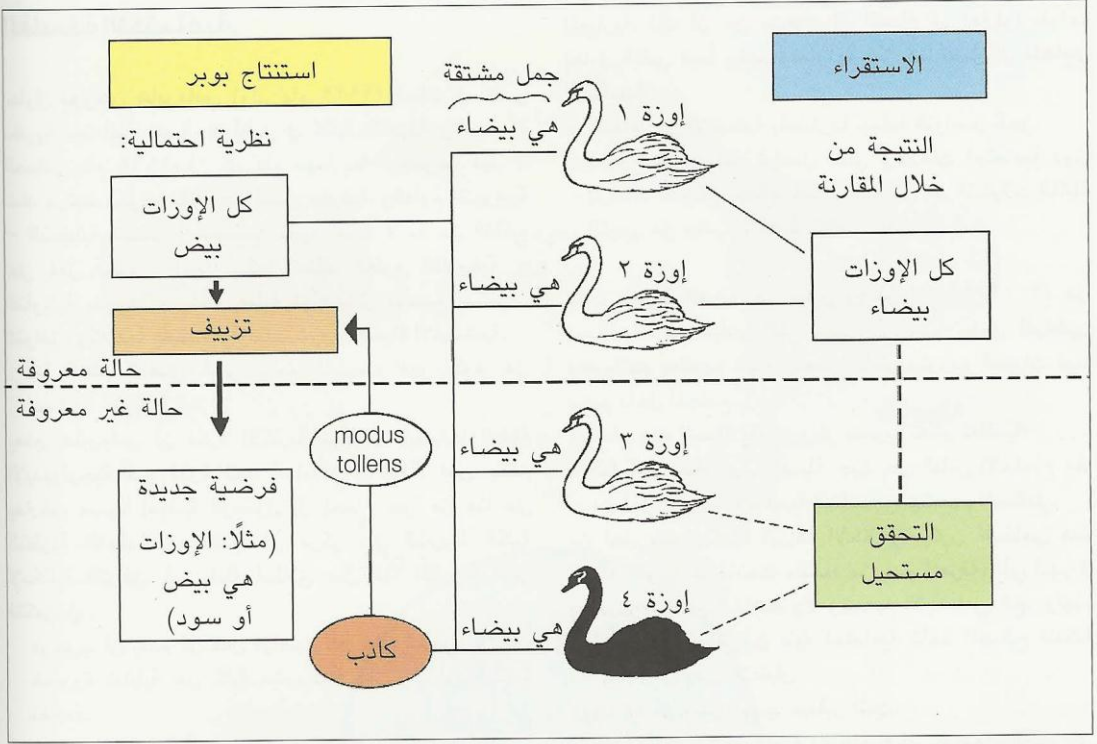 الاستقراء
النتيجة من
خلال المقارنة
كل الإوزات
بيضاء
التحقق
مستحيل
جمل مشتقة
إوزة ١
هي بيضاء
إوزة ٢
هي بيضاء
إوزة ٣
هي بيضاء
إوزة ٤
هي بيضاء
استنتاج بوبر
نظرية احتمالية:
كل الإوزات
بيض
تزييف
حالة معروفة
حالة غير معروفة
modus
tollens
كاذب
فرضية جديدة
(مثلًا: الإوزات
هي بيض
أو سود)